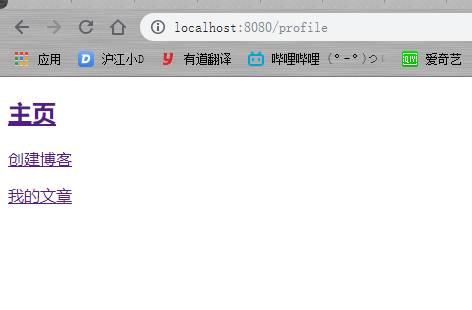 localhost:8080/profile
应用 沪江小D 有道翻译 哔哩哔哩 (°-°)つ 爱奇艺
主页
创建博客
我的文章